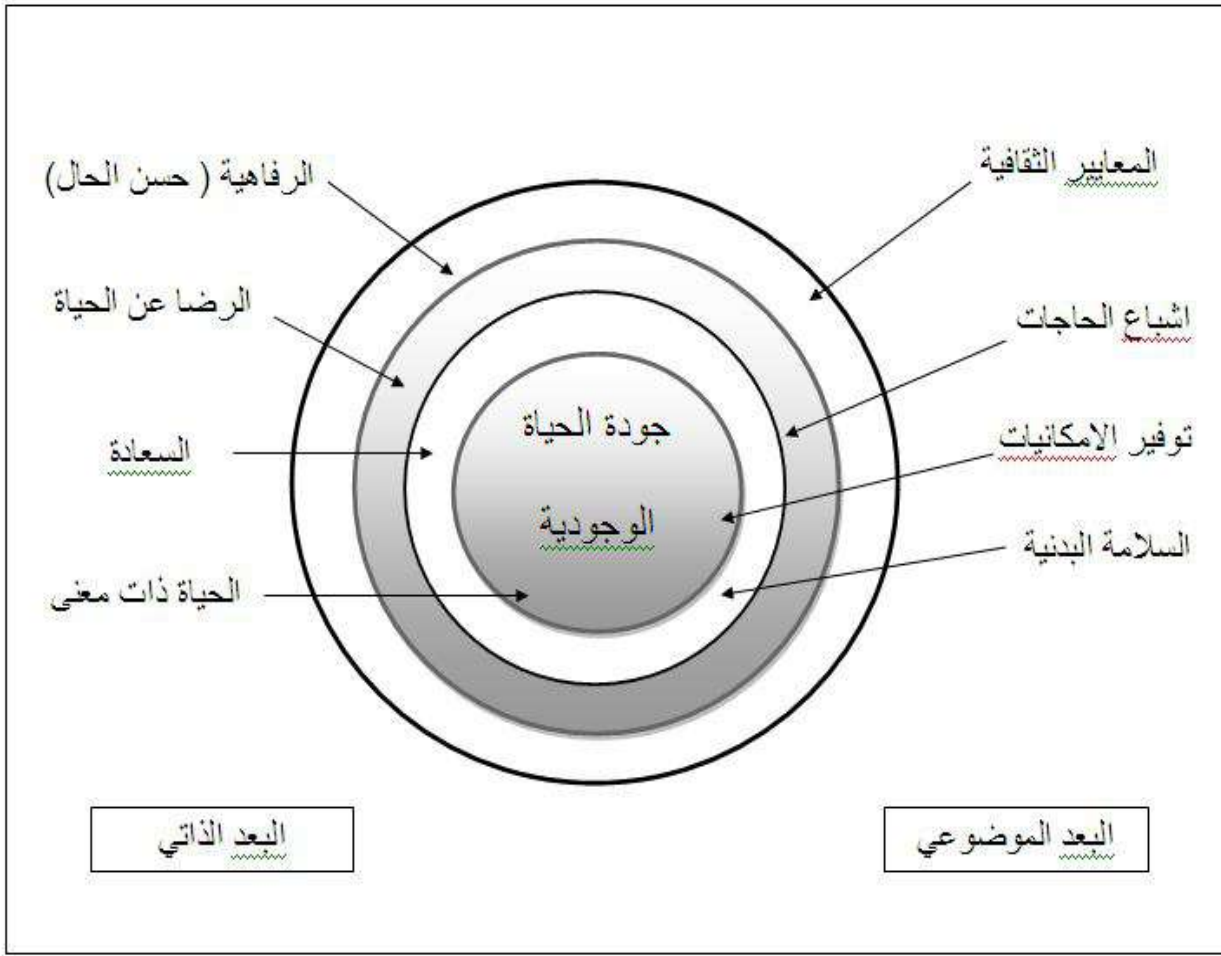 المعايير الثقافية
الرفاهية ( حسن الحال)
اشباع الحاجات
الرضا عن الحياة
جودة الحياة
الوجودية
توفير الامكانيات
السعادة
السلامة البدنية
الحياة ذات معنى
البعد الموضوعي
البعد الذاتي